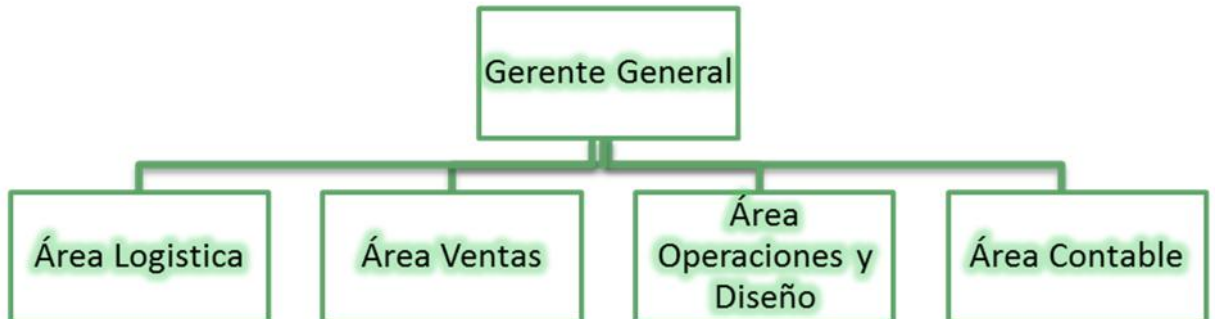 Gerente General
Área Logistica
Área Ventas
Área
Operaciones y
Diseño
Área Contable